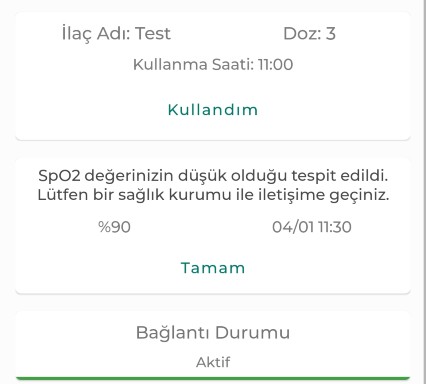 İlaç Adı: Test Doz: 3
Kullanma Saati: 11:00
Kullandım
SpO2 değerinizin düşük olduğu tespit edildi.
Lütfen bir sağlık kurumu ile iletişime geçiniz.
%90 04/01 11:30
Tamam
Bağlantı Durumu
Aktif